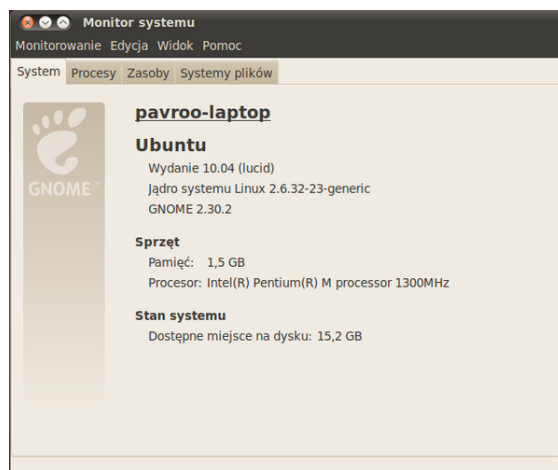 Monitor systemu
Monitorowanie Edycja Widok Pomoc
System Procesy Zasoby Systemy plików
GNOME™
pavroo-laptop
Ubuntu
Wydanie 10.04 (lucid)
Jądro systemu Linux 2.6.32-23-generic
GNOME 2.30.2
Sprzęt
Pamięć: 1,5 GB
Procesor: Intel(R) Pentium(R) M processor 1300MHz
Stan systemu
Dostępne miejsce na dysku: 15,2 GB